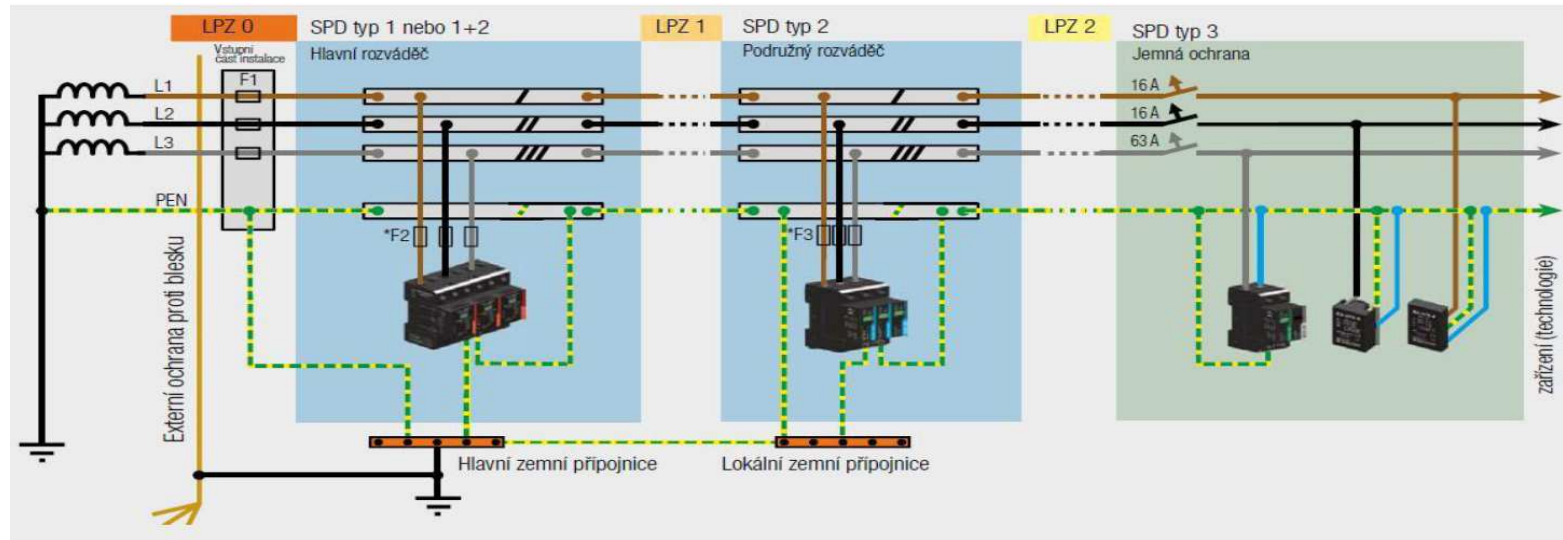 LPZ 0
SPD typ 1 nebo 1+2
LPZ 1
SPD typ 2
LPZ 2
SPD typ 3
Vstupní
část instalace
Hlavní rozváděč
Podružný rozváděč
Jemná ochrana
F1
L1
L2
L3
PEN
16 A
16 A
63 A
*F2
*F3
Externí ochrana proti blesku
zařízení (technologie)
Hlavní zemní přípojnice
Lokální zemní přípojnice